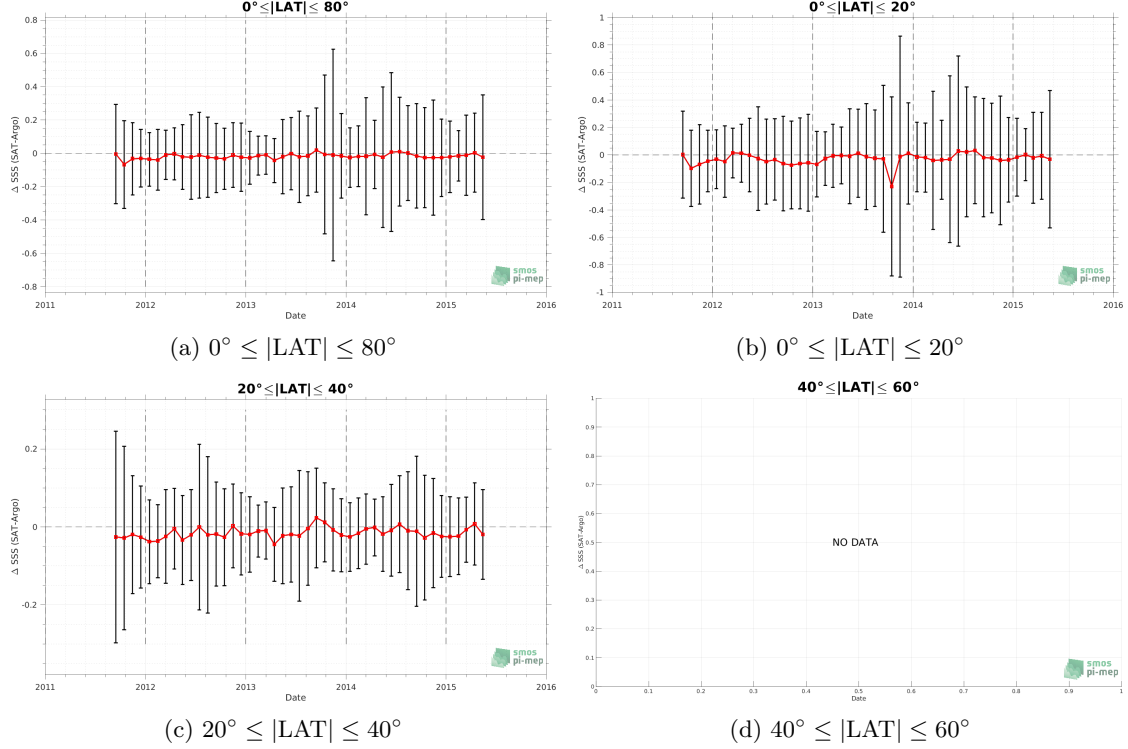 0°≤|LAT|≤ 80°
0.8
0.6
0.4
0.2
0
-0.2
-0.4
-0.6
-0.8
Δ SSS (SAT-Argo)
2011 2012 2013 2014 2015 2016
Date
smos
pi-mep
(a) 0° ≤ |LAT| ≤ 80°
0°≤|LAT|≤ 20°
1
0.8
0.6
0.4
0.2
0
-0.2
-0.4
-0.6
-0.8
-1
Δ SSS (SAT-Argo)
2011 2012 2013 2014 2015 2016
Date
smos
pi-mep
(b) 0° ≤ |LAT| ≤ 20°
20°≤|LAT|≤ 40°
0.2
0
-0.2
Δ SSS (SAT-Argo)
2011 2012 2013 2014 2015 2016
Date
smos
pi-mep
(c) 20° ≤ |LAT| ≤ 40°
40°≤|LAT|≤ 60°
1
0.9
0.8
0.7
0.6
0.5
0.4
0.3
0.2
0.1
0
Δ SSS (SAT-Argo)
NO DATA
0 0.1 0.2 0.3 0.4 0.5 0.6 0.7 0.8 0.9 1
Date
smos
pi-mep
(d) 40° ≤ |LAT| ≤ 60°